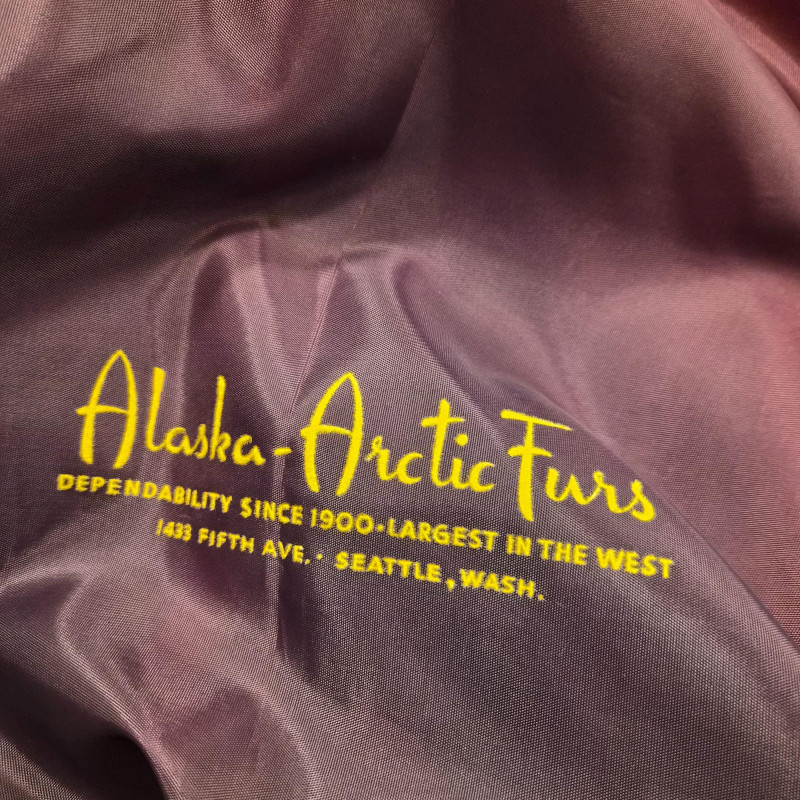 Alaska-Arctic Furs
DEPENDABILITY SINCE 1900·LARGEST IN THE WEST
1433 FIFTH AVE. · SEATTLE, WASH.